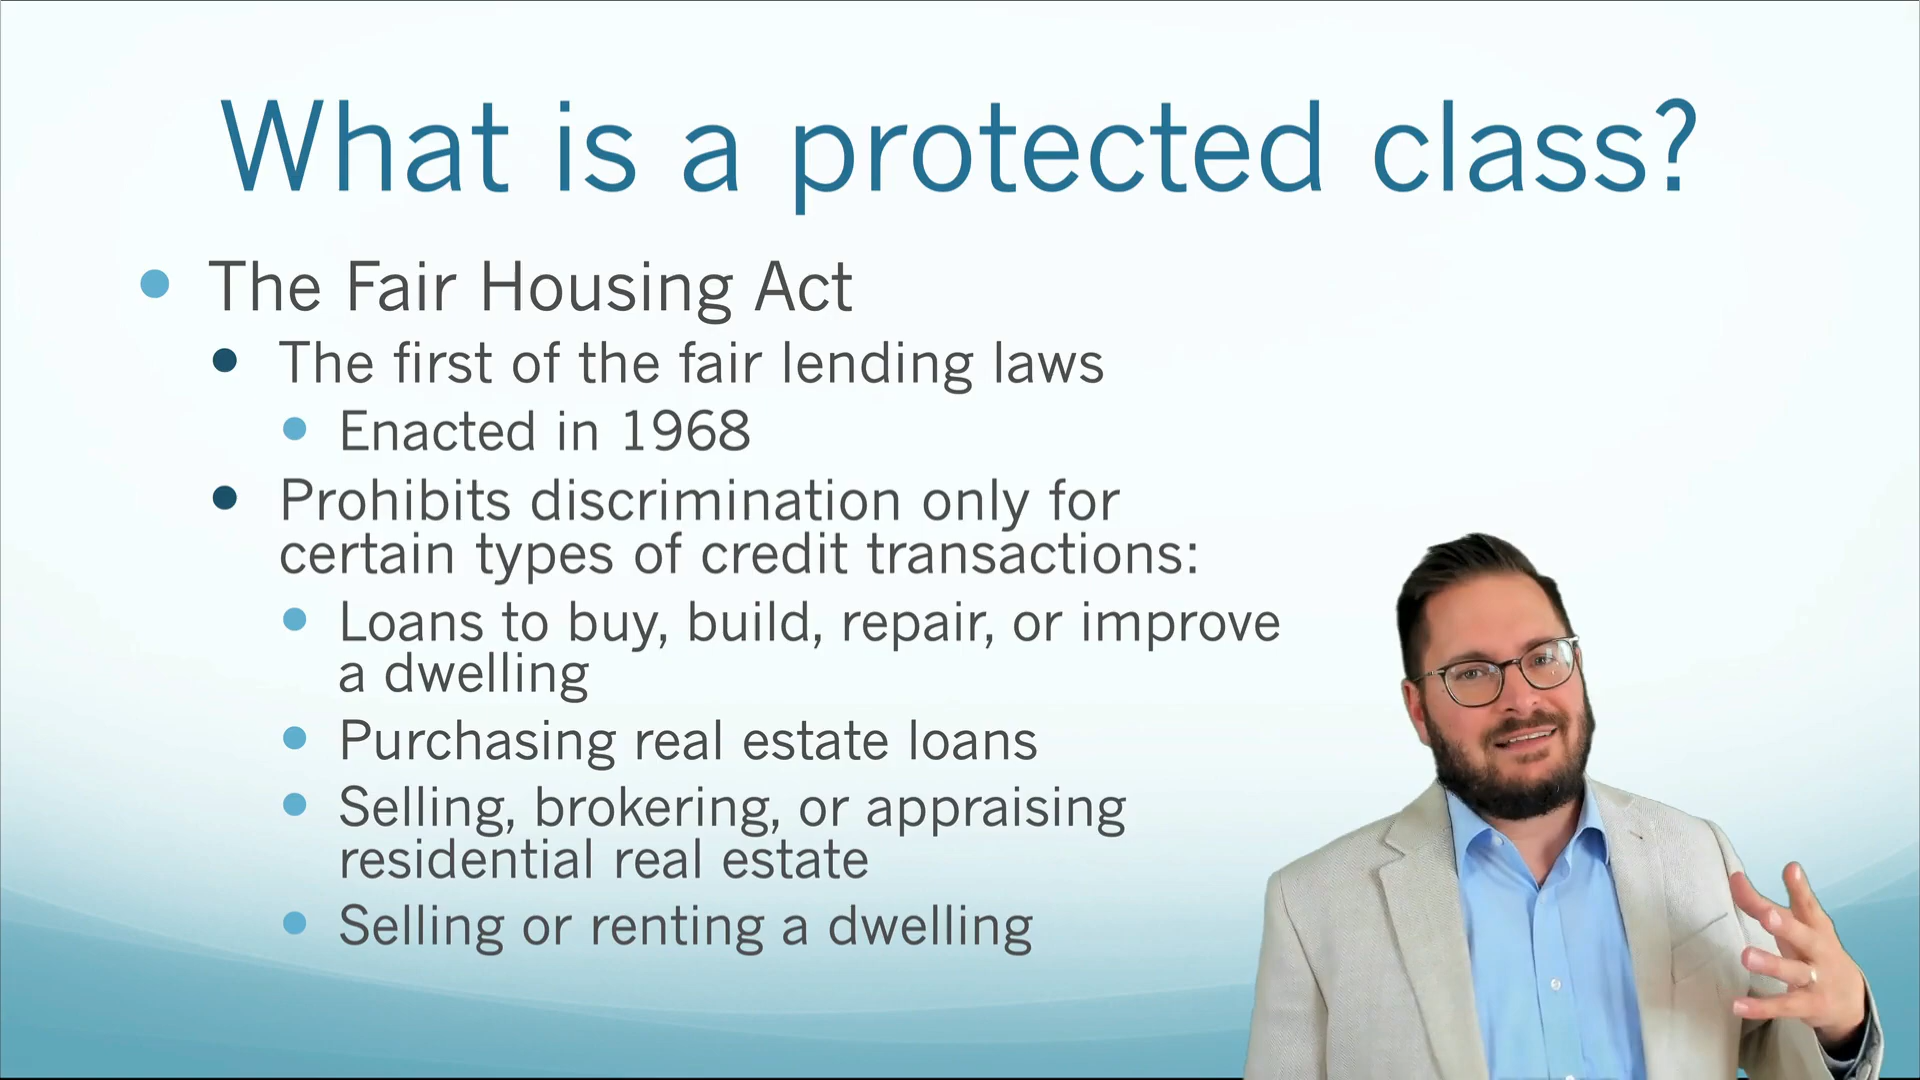 What is a protected class?
The Fair Housing Act
The first of the fair lending laws
Enacted in 1968
Prohibits discrimination only for
certain types of credit transactions:
Loans to buy, build, repair, or improve
a dwelling
Purchasing real estate loans
Selling, brokering, or appraising
residential real estate
Selling or renting a dwelling